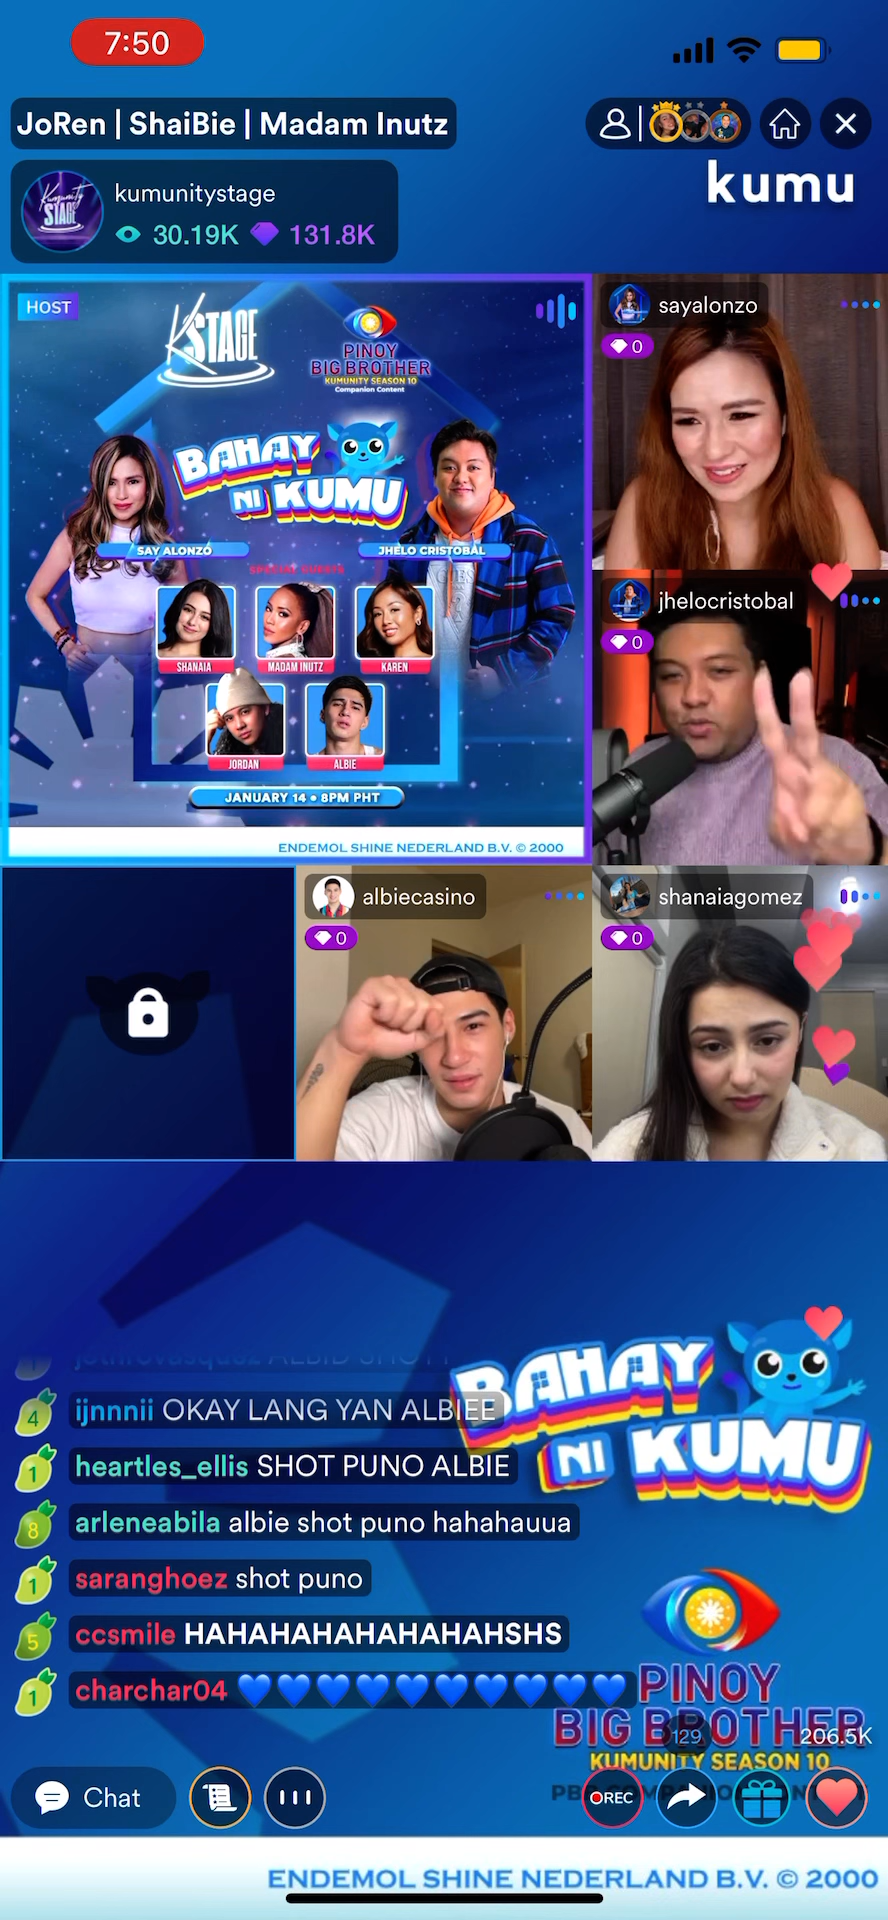 7:50
JoRen | ShaiBie | Madam Inutz
kumunitystage
30.19K 131.8K
kumu
HOST
K STAGE
PINOY
BIG BROTHER
KUMUNITY SEASON 10
Companion Content
BAHAY
NI KUMU
SAY ALONZO
JHELO CRISTOBAL
SPECIAL GUESTS
SHANAIA
MADAM INUTZ
KAREN
JORDAN
ALBIE
JANUARY 14 • 8PM PHT
ENDEMOL SHINE NEDERLAND B.V. © 2000
sayalonzo
0
jhelocristobal
0
albiecasino
0
shanaiagomez
0
4 ijnnnii OKAY LANG YAN ALBIEE
1 heartles_ellis SHOT PUNO ALBIE
8 arleneabila albie shot puno hahahauua
1 saranghoez shot puno
5 ccsmile HAHAHAHAHAHAHAHSHS
1 charchar04 💙💙💙💙💙💙💙💙💙💙
BAHAY
NI KUMU
PINOY
BIG BROTHER
KUMUNITY SEASON 10
129
206.5K
Chat
REC
ENDEMOL SHINE NEDERLAND B.V. © 2000